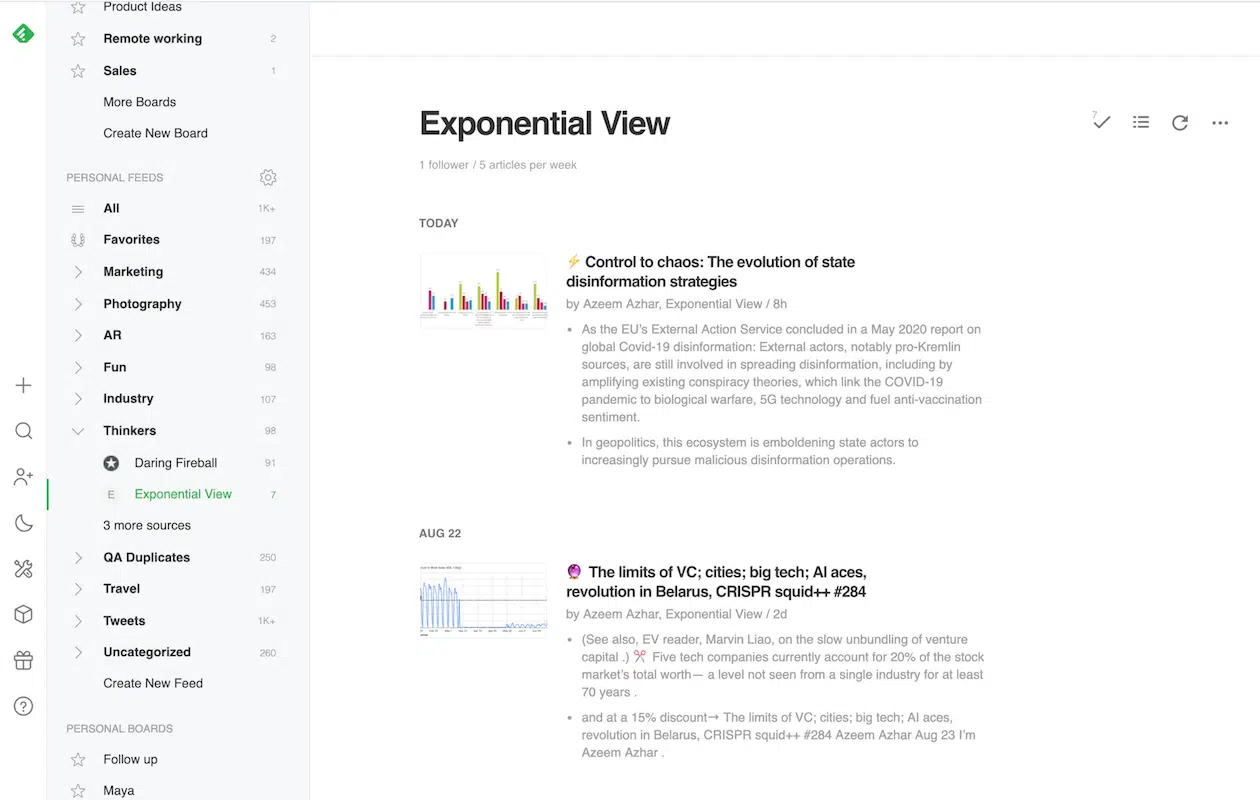 Product Ideas
Remote working 2
Sales 1
More Boards
Create New Board
PERSONAL FEEDS
All 1K+
Favorites 197
Marketing 434
Photography 453
AR 163
Fun 98
Industry 107
Thinkers 98
Daring Fireball 91
E Exponential View 7
3 more sources
QA Duplicates 250
Travel 197
Tweets 1K+
Uncategorized 260
Create New Feed
PERSONAL BOARDS
Follow up
Maya
Exponential View
7
1 follower / 5 articles per week
TODAY
⚡ Control to chaos: The evolution of state
disinformation strategies
by Azeem Azhar, Exponential View / 8h
• As the EU's External Action Service concluded in a May 2020 report on
global Covid-19 disinformation: External actors, notably pro-Kremlin
sources, are still involved in spreading disinformation, including by
amplifying existing conspiracy theories, which link the COVID-19
pandemic to biological warfare, 5G technology and fuel anti-vaccination
sentiment.
• In geopolitics, this ecosystem is emboldening state actors to
increasingly pursue malicious disinformation operations.
AUG 22
🔮 The limits of VC; cities; big tech; AI aces,
revolution in Belarus, CRISPR squid++ #284
by Azeem Azhar, Exponential View / 2d
• (See also, EV reader, Marvin Liao, on the slow unbundling of venture
capital .) ✂️ Five tech companies currently account for 20% of the stock
market's total worth— a level not seen from a single industry for at least
70 years .
• and at a 15% discount→ The limits of VC; cities; big tech; AI aces,
revolution in Belarus, CRISPR squid++ #284 Azeem Azhar Aug 23 I'm
Azeem Azhar .